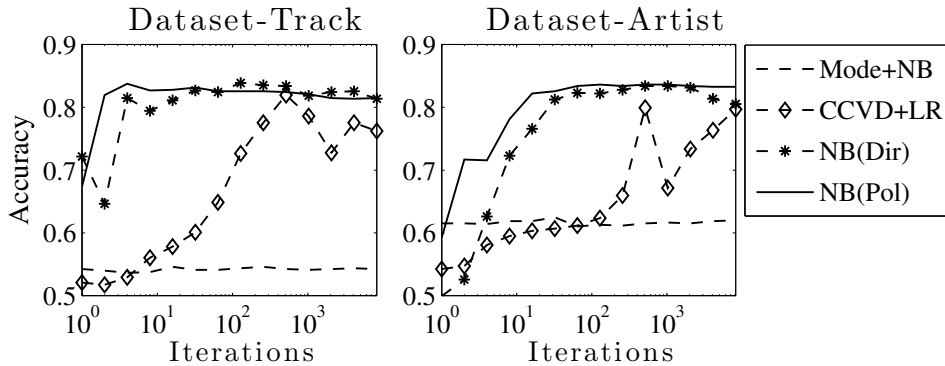 Dataset-Track
Dataset-Artist
Accuracy
0.9
0.8
0.7
0.6
0.5
10^0
10^1
10^2
10^3
Iterations
0.9
0.8
0.7
0.6
0.5
10^0
10^1
10^2
10^3
Iterations
Mode+NB
CCVD+LR
NB(Dir)
NB(Pol)